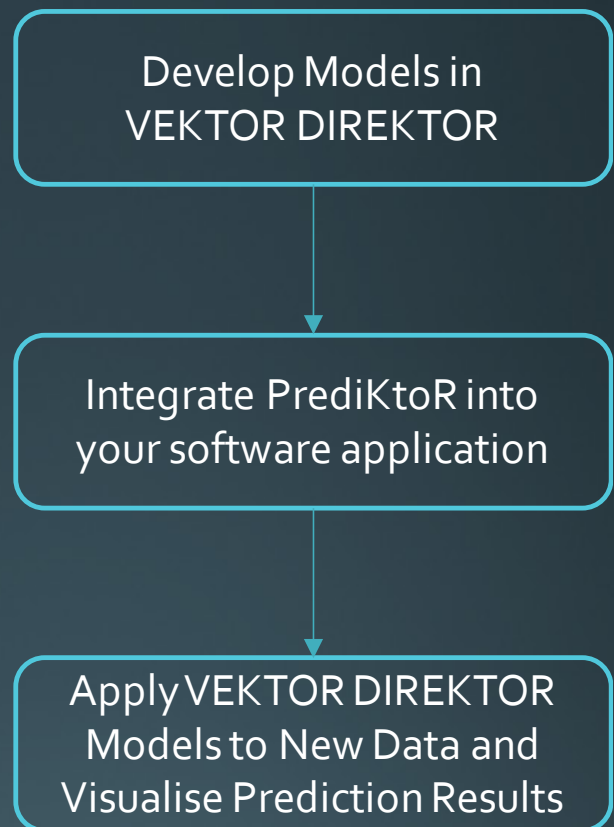 Develop Models in
VEKTOR DIREKTOR
Integrate PrediKtoR into
your software application
Apply VEKTOR DIREKTOR
Models to New Data and
Visualise Prediction Results